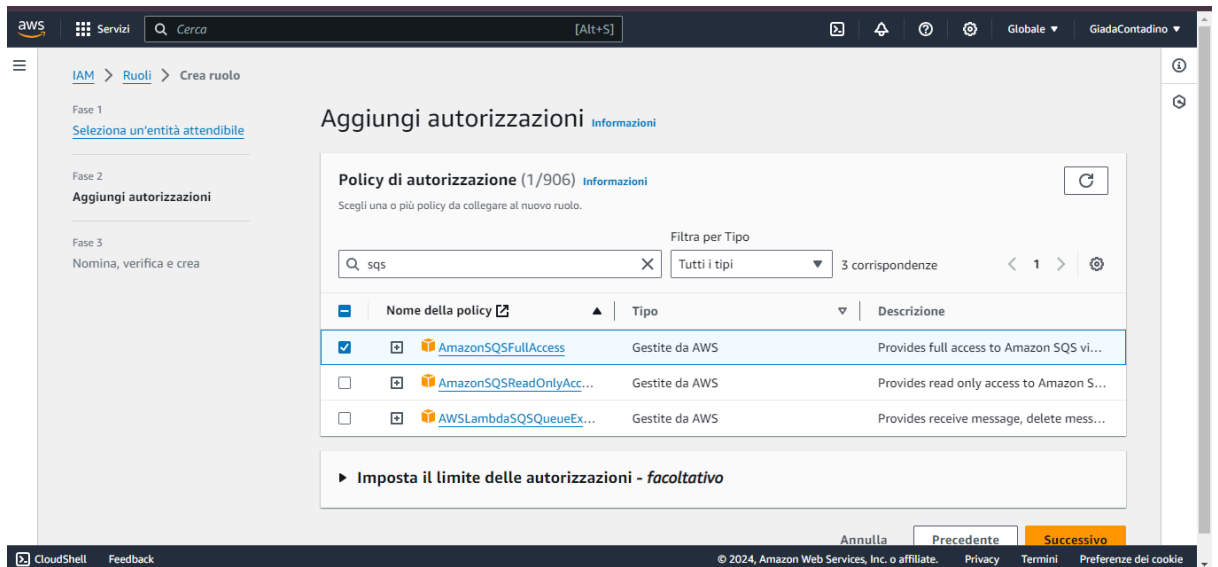 aws Servizi Cerca [Alt+S] Globale GiadaContadino
IAM > Ruoli > Crea ruolo
Fase 1
Seleziona un'entità attendibile
Fase 2
Aggiungi autorizzazioni
Fase 3
Nomina, verifica e crea
Aggiungi autorizzazioni Informazioni
Policy di autorizzazione (1/906) Informazioni
Scegli una o più policy da collegare al nuovo ruolo.
Filtra per Tipo
sqs Tutti i tipi 3 corrispondenze < 1 >
Nome della policy Tipo Descrizione
AmazonSQSFullAccess Gestite da AWS Provides full access to Amazon SQS vi...
AmazonSQSReadOnlyAcc... Gestite da AWS Provides read only access to Amazon S...
AWSLambdaSQSQueueEx... Gestite da AWS Provides receive message, delete mess...
Imposta il limite delle autorizzazioni - facoltativo
Annulla Precedente Successivo
CloudShell Feedback © 2024, Amazon Web Services, Inc. o affiliate. Privacy Termini Preferenze dei cookie